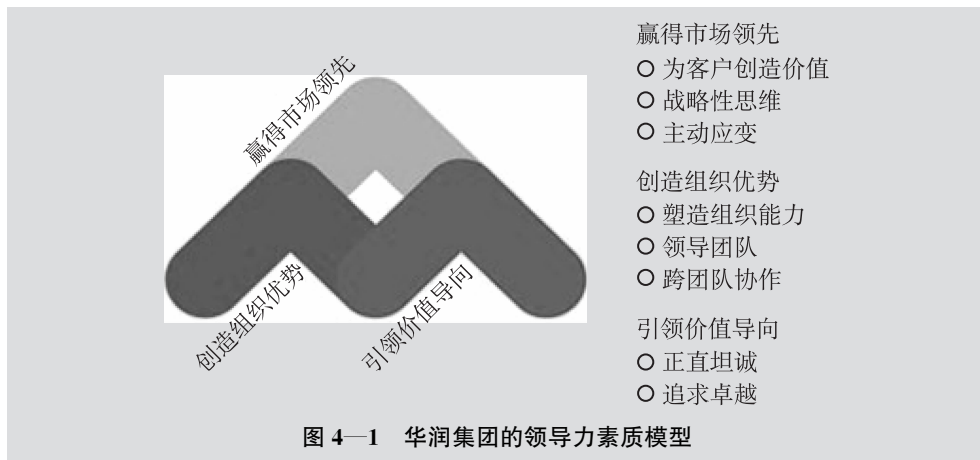 赢得市场领先
创造组织优势
引领价值导向
赢得市场领先
为客户创造价值
战略性思维
主动应变
创造组织优势
塑造组织能力
领导团队
跨团队协作
引领价值导向
正直坦诚
追求卓越
图 4—1 华润集团的领导力素质模型